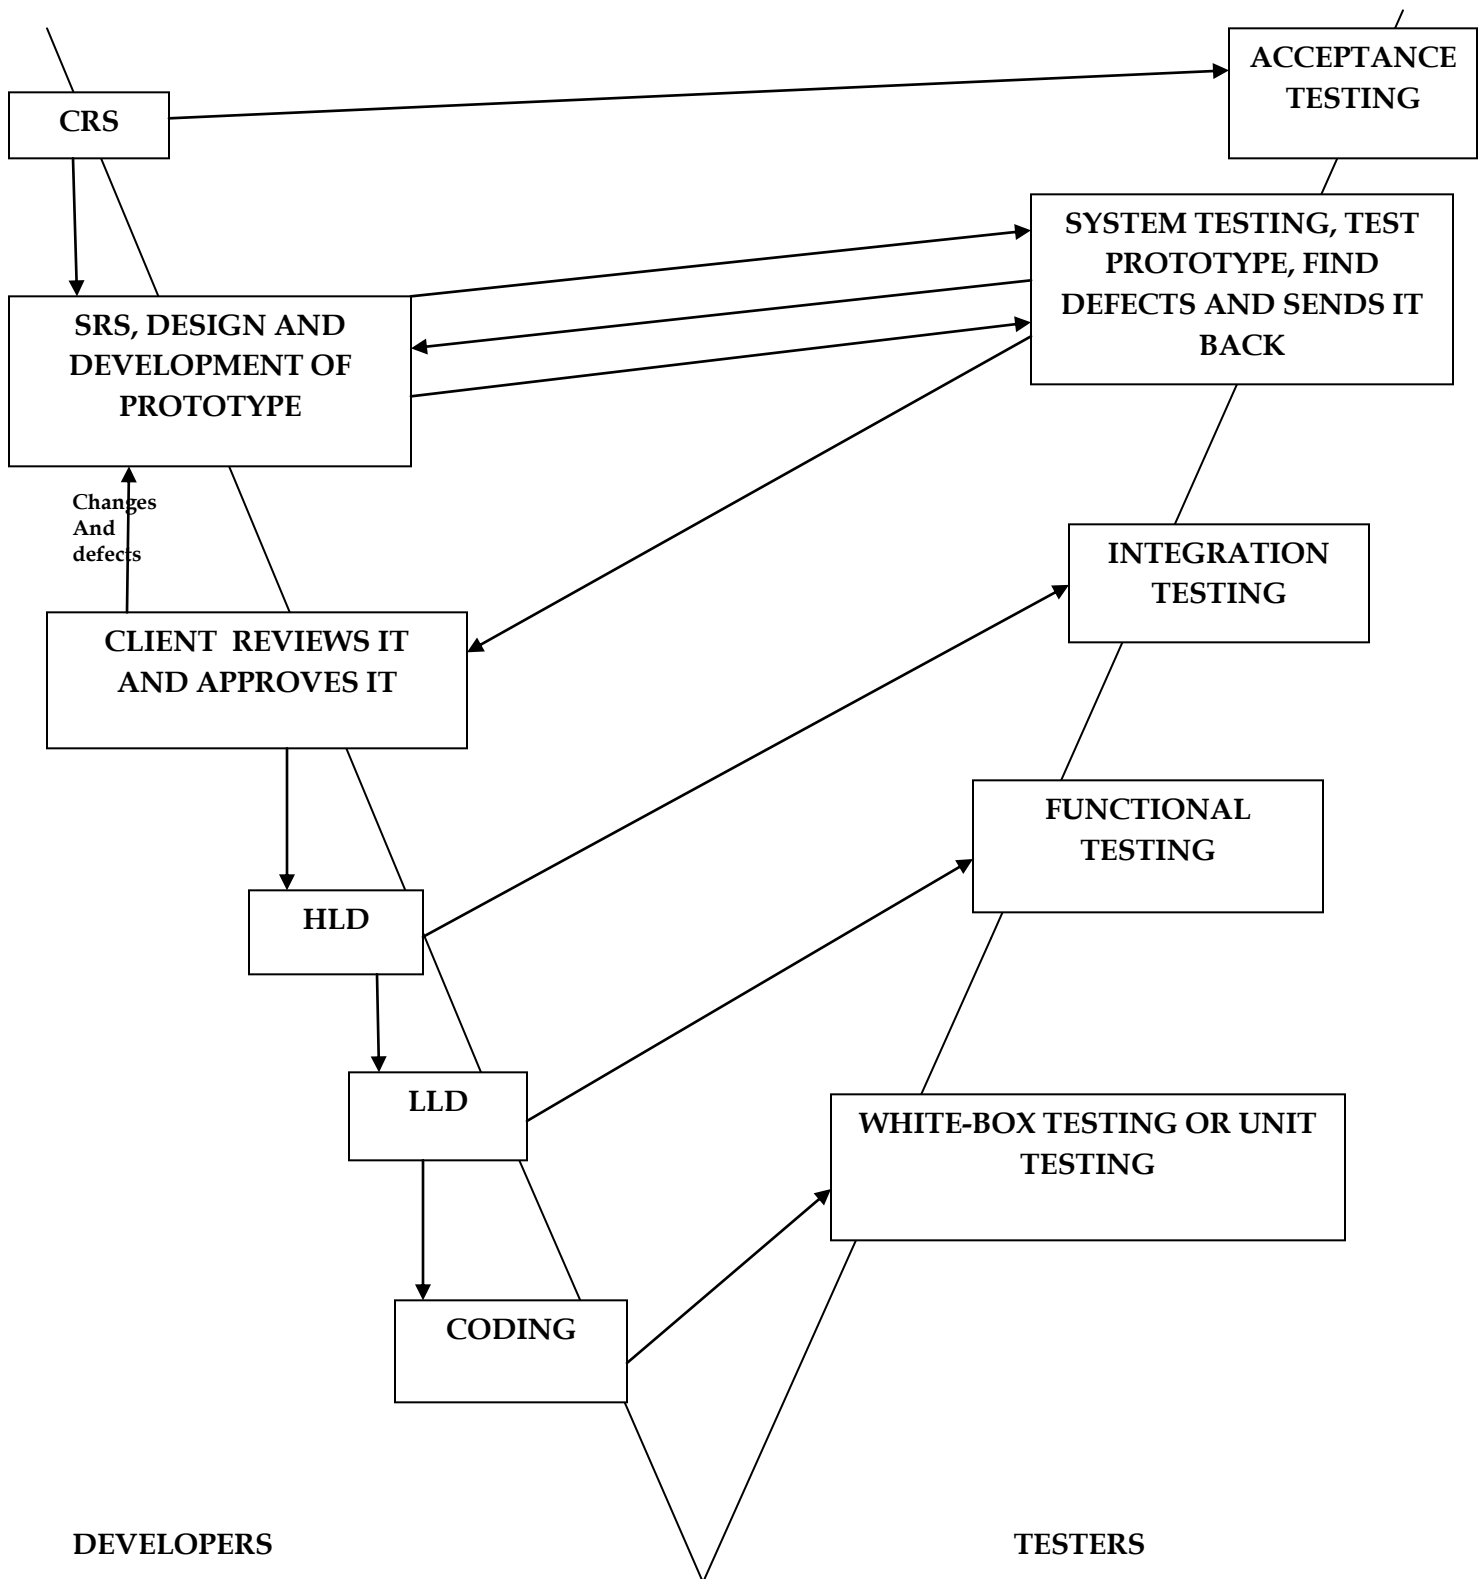 ACCEPTANCE
TESTING
CRS
SYSTEM TESTING, TEST
PROTOTYPE, FIND
DEFECTS AND SENDS IT
BACK
SRS, DESIGN AND
DEVELOPMENT OF
PROTOTYPE
Changes
And
defects
INTEGRATION
TESTING
CLIENT  REVIEWS IT
AND APPROVES IT
FUNCTIONAL
TESTING
HLD
LLD
WHITE-BOX TESTING OR UNIT
TESTING
CODING
DEVELOPERS
TESTERS